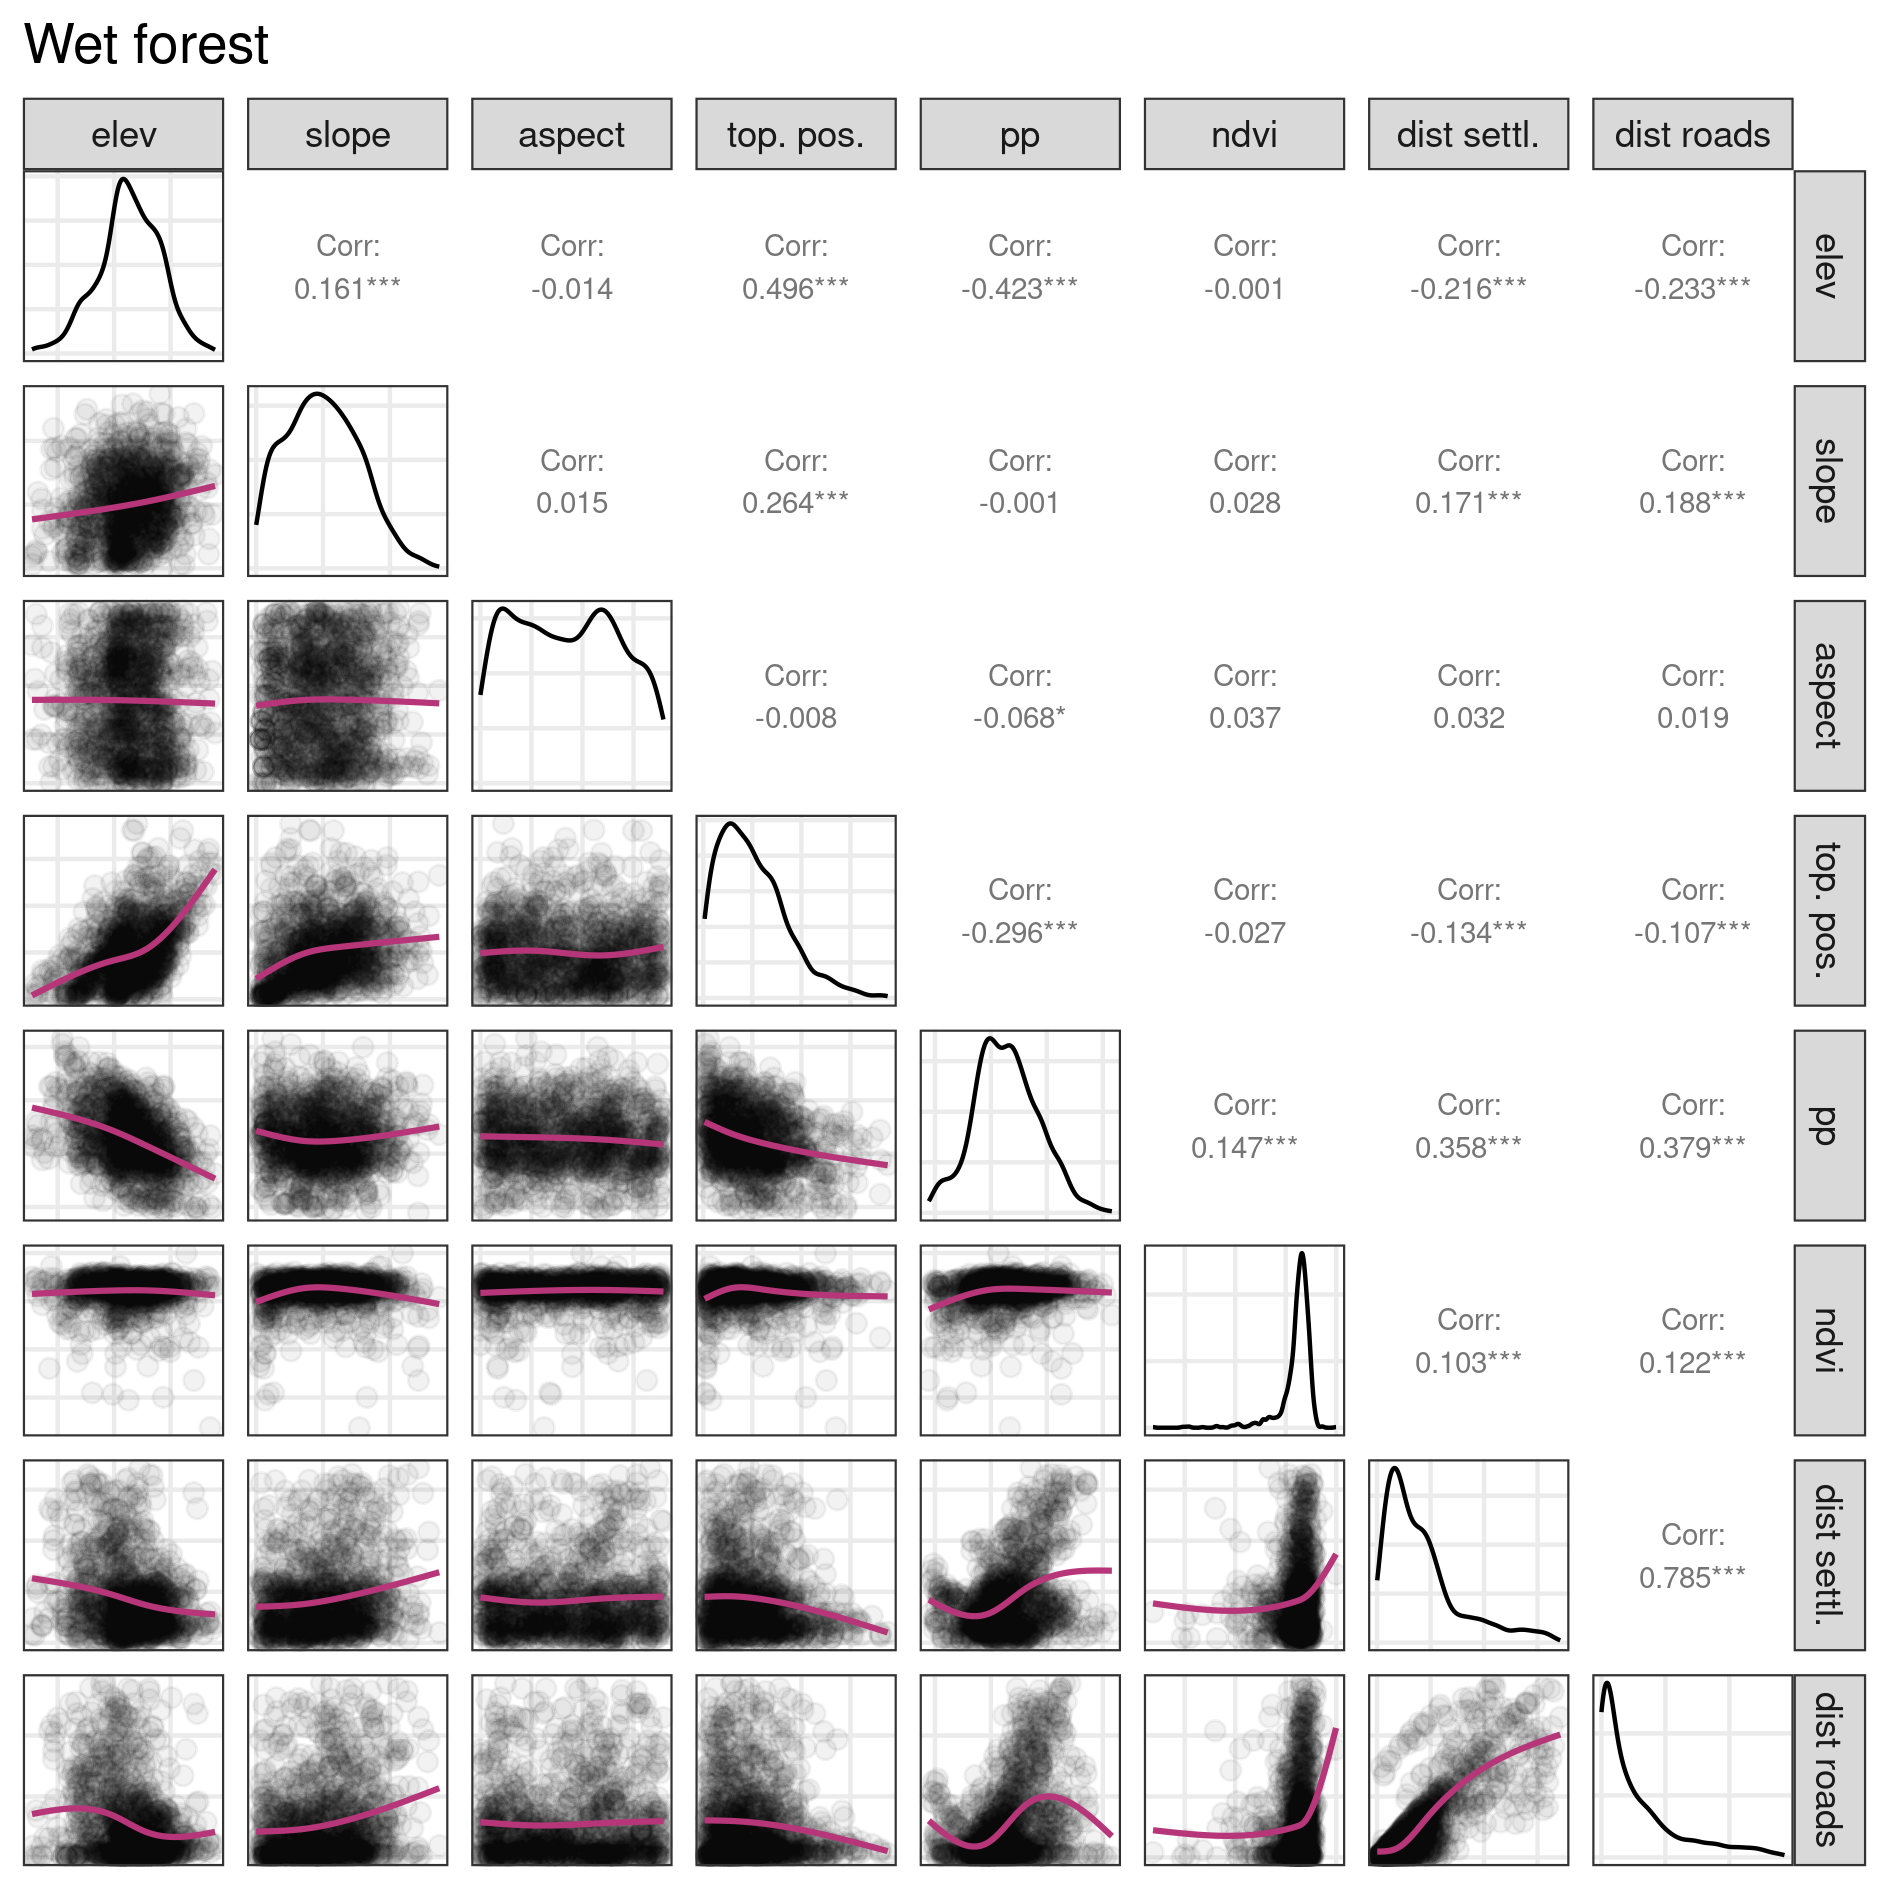 Wet forest
elev slope aspect top. pos. pp ndvi dist settl. dist roads
Corr: Corr: Corr: Corr: Corr: Corr: Corr:
0.161*** -0.014 0.496*** -0.423*** -0.001 -0.216*** -0.233***
elev
Corr: Corr: Corr: Corr: Corr: Corr:
0.015 0.264*** -0.001 0.028 0.171*** 0.188***
slope
Corr: Corr: Corr: Corr: Corr:
-0.008 -0.068* 0.037 0.032 0.019
aspect
Corr: Corr: Corr: Corr:
-0.296*** -0.027 -0.134*** -0.107***
top. pos.
Corr: Corr: Corr:
0.147*** 0.358*** 0.379***
pp
Corr: Corr:
0.103*** 0.122***
ndvi
Corr:
0.785***
dist settl.
dist roads